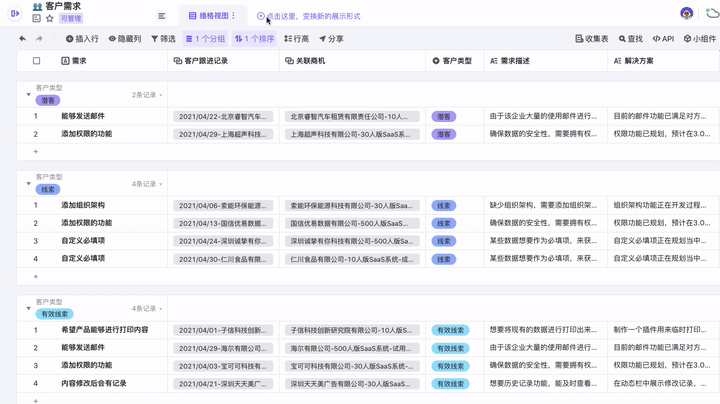 客户需求
可管理
维格视图
点击这里，变换新的展示形式
插入行 隐藏列 筛选 1 个分组 1 个排序 行高 分享 收集表 查找 API 小组件
需求 客户跟进记录 关联商机 客户类型 需求描述 解决方案
客户类型
潜客 2条记录
1 能够发送邮件 2021/04/22-北京睿智汽车... 北京睿智汽车租赁有限责任公司-10人... 潜客 由于该企业大量的使用邮件进行... 目前的邮件功能已满足对方...
2 添加权限的功能 2021/04/29-上海超声科技... 上海超声科技有限公司-30人版SaaS系... 潜客 确保数据的安全性，需要拥有权... 权限功能已规划，预计在3.0...
+
客户类型
线索 4条记录
1 添加组织架构 2021/04/06-索能环保能源... 索能环保能源科技有限公司-30人版Saa... 线索 缺少组织架构，需要添加组织架... 组织架构功能正在开发过程...
2 添加权限的功能 2021/04/13-国信优易数据... 国信优易数据有限公司-500人版SaaS... 线索 确保数据的安全性，需要拥有权... 权限功能已规划，预计在3.0...
3 自定义必填项 2021/04/24-深圳诚挚有你... 深圳诚挚有你科技有限公司-500人版Sa... 线索 某些数据想要作为必填项，来获... 自定义必填项正在规划当中...
4 自定义必填项 2021/04/30-仁川食品有限... 仁川食品有限公司-10人版SaaS系统-成... 线索 某些数据想要作为必填项，来获... 自定义必填项正在规划当中...
+
客户类型
有效线索 4条记录
1 希望产品能够进行打印内容 2021/04/01-子信科技创新... 子信科技创新研究院有限公司-10人版S... 有效线索 想要将现有的数据进行打印出来... 制作一个插件用来临时打印...
2 能够发送邮件 2021/04/29-海尔有限公司... 海尔有限公司-500人版SaaS系统-试用... 有效线索 由于该企业大量的使用邮件进行... 目前的邮件功能已满足对方...
3 添加权限的功能 2021/04/03-宝可可科技有... 宝可可科技有限公司-30人版SaaS系统-... 有效线索 确保数据的安全性，需要拥有权... 权限功能已规划，预计在3.0...
4 内容修改后会有记录 2021/04/21-深圳天天美广... 深圳天天美广告有限公司-30人版SaaS... 有效线索 想要历史记录功能，能及时查看... 在动态栏中展示修改记录，...
+